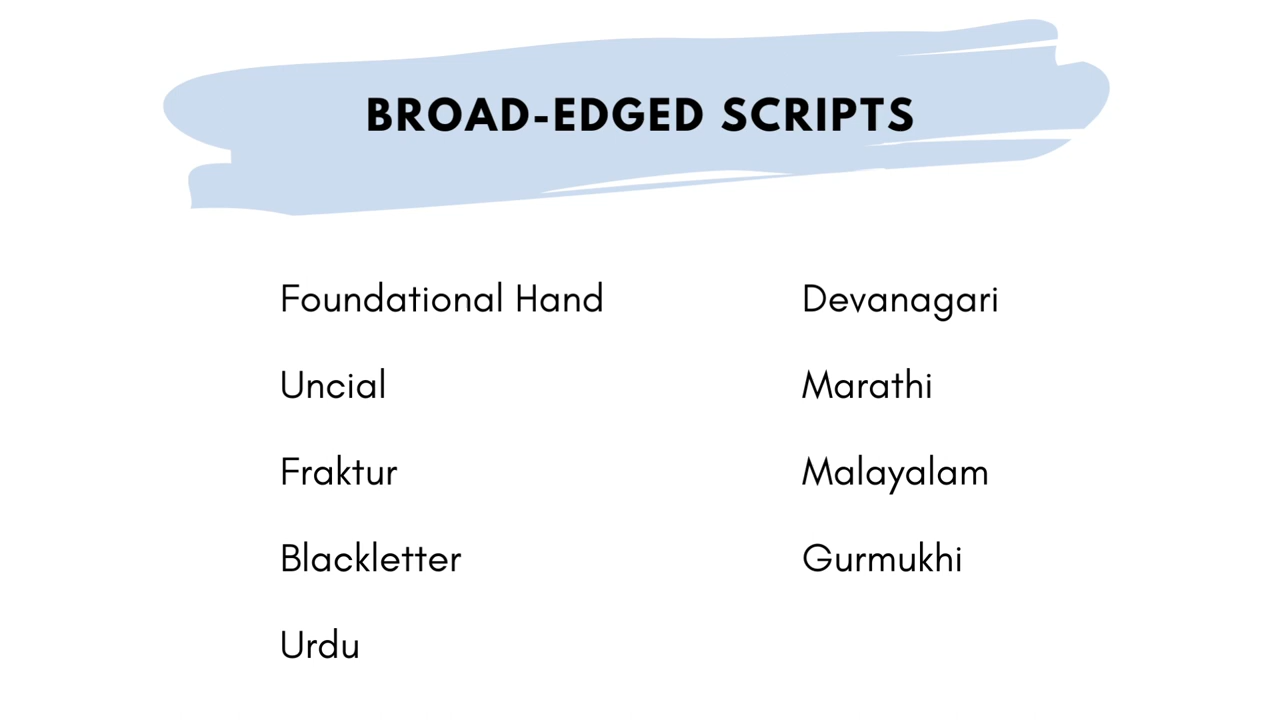 BROAD-EDGED SCRIPTS
Foundational Hand
Uncial
Fraktur
Blackletter
Urdu
Devanagari
Marathi
Malayalam
Gurmukhi